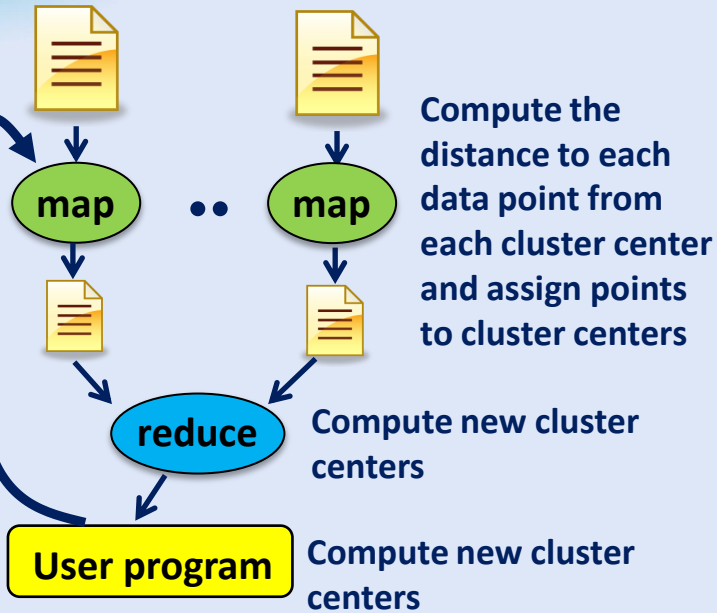 Compute the
distance to each
data point from
each cluster center
and assign points
to cluster centers
map
••
map
reduce
Compute new cluster
centers
User program
Compute new cluster
centers